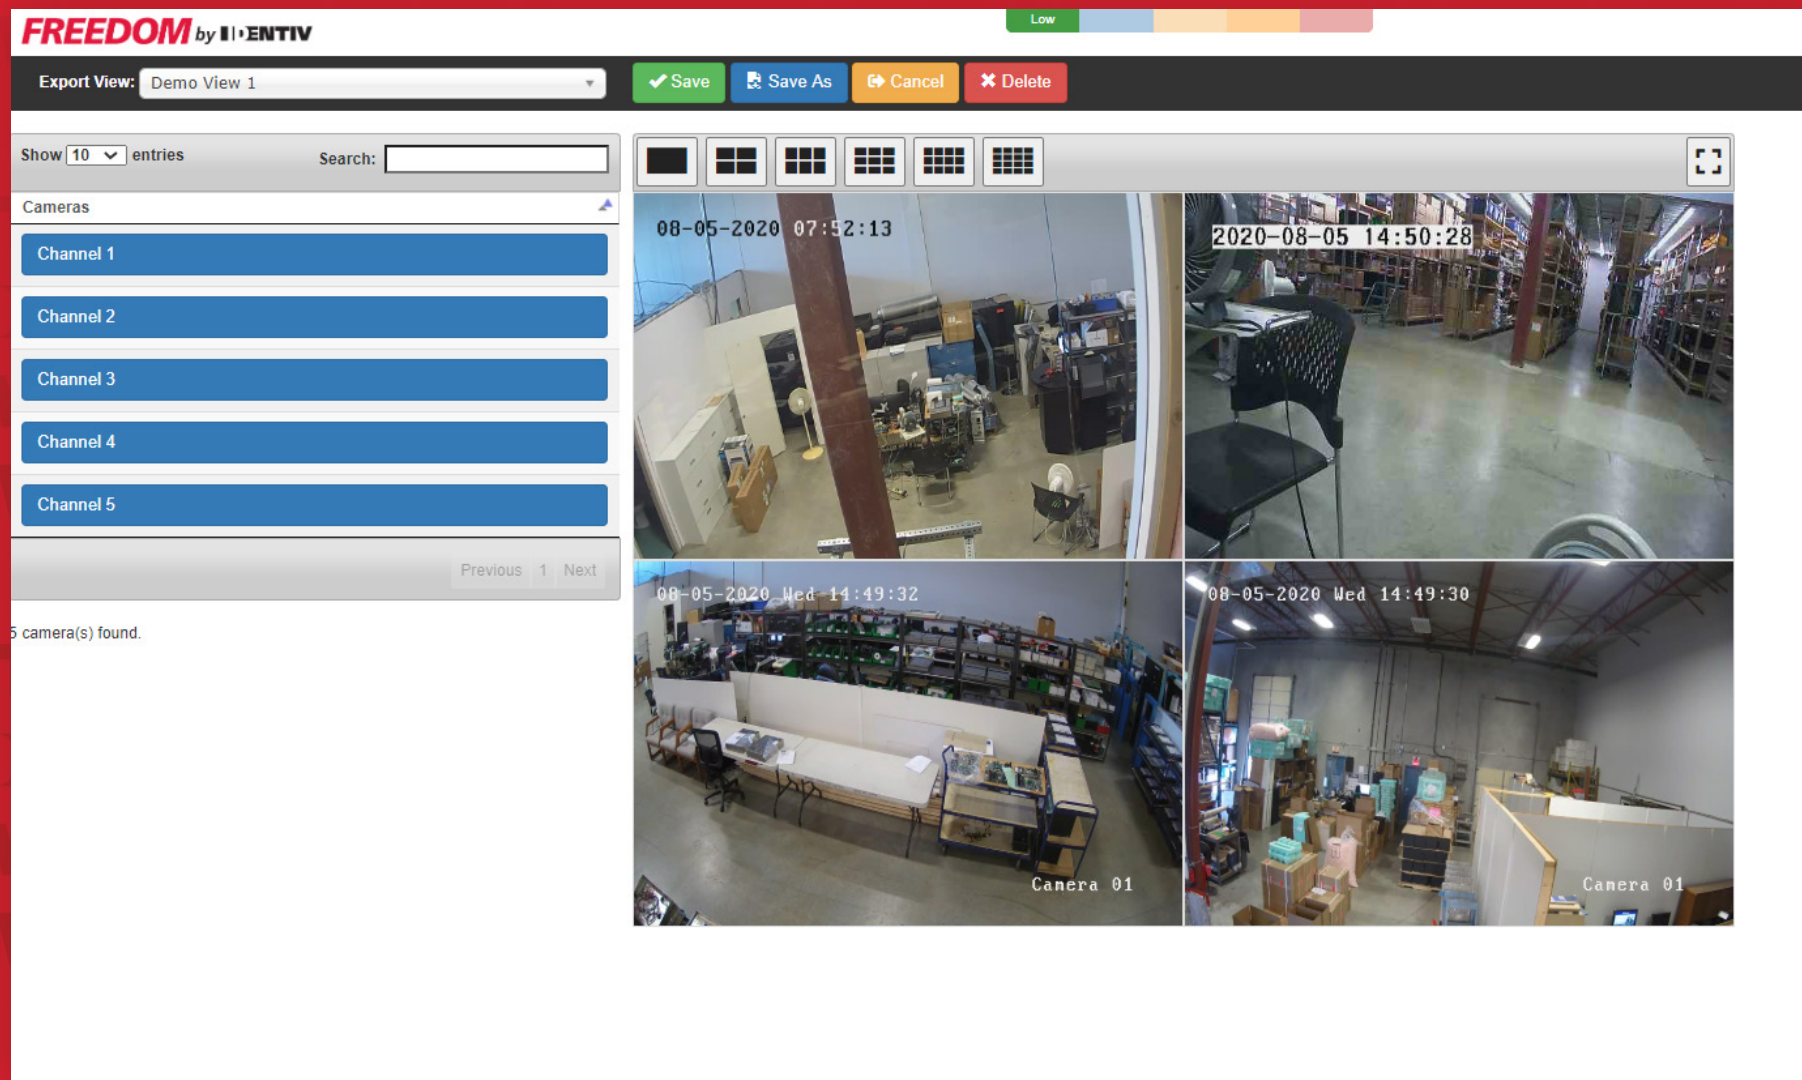 FREEDOM by IDENTIV
Low
Export View: Demo View 1
Save
Save As
Cancel
Delete
Show 10 entries
Search:
Cameras
Channel 1
Channel 2
Channel 3
Channel 4
Channel 5
Previous 1 Next
5 camera(s) found.
08-05-2020 07:52:13
2020-08-05 14:50:28
08-05-2020 Wed 14:49:32
Camera 01
08-05-2020 Wed 14:49:30
Camera 01